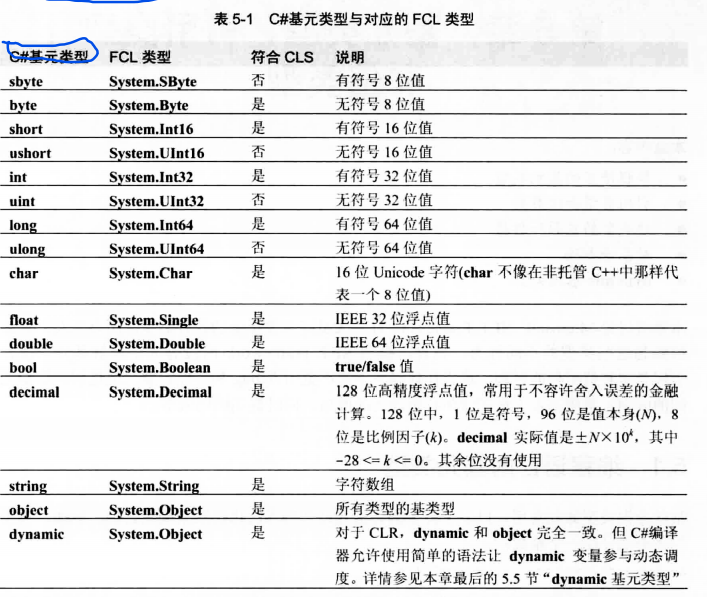 表 5-1 C#基元类型与对应的 FCL 类型
C#基元类型 FCL 类型 符合 CLS 说明
sbyte System.SByte 否 有符号 8 位值
byte System.Byte 是 无符号 8 位值
short System.Int16 是 有符号 16 位值
ushort System.UInt16 否 无符号 16 位值
int System.Int32 是 有符号 32 位值
uint System.UInt32 否 无符号 32 位值
long System.Int64 是 有符号 64 位值
ulong System.UInt64 否 无符号 64 位值
char System.Char 是 16 位 Unicode 字符(char 不像在非托管 C++中那样代
表一个 8 位值)
float System.Single 是 IEEE 32 位浮点值
double System.Double 是 IEEE 64 位浮点值
bool System.Boolean 是 true/false 值
decimal System.Decimal 是 128 位高精度浮点值，常用于不容许舍入误差的金融
计算。128 位中，1 位是符号，96 位是值本身(N)，8
位是比例因子(k)。decimal 实际值是±N×10^k，其中
-28 <= k <= 0。其余位没有使用
string System.String 是 字符数组
object System.Object 是 所有类型的基类型
dynamic System.Object 是 对于 CLR，dynamic 和 object 完全一致。但 C#编译
器允许使用简单的语法让 dynamic 变量参与动态调
度。详情参见本章最后的 5.5 节“dynamic 基元类型”